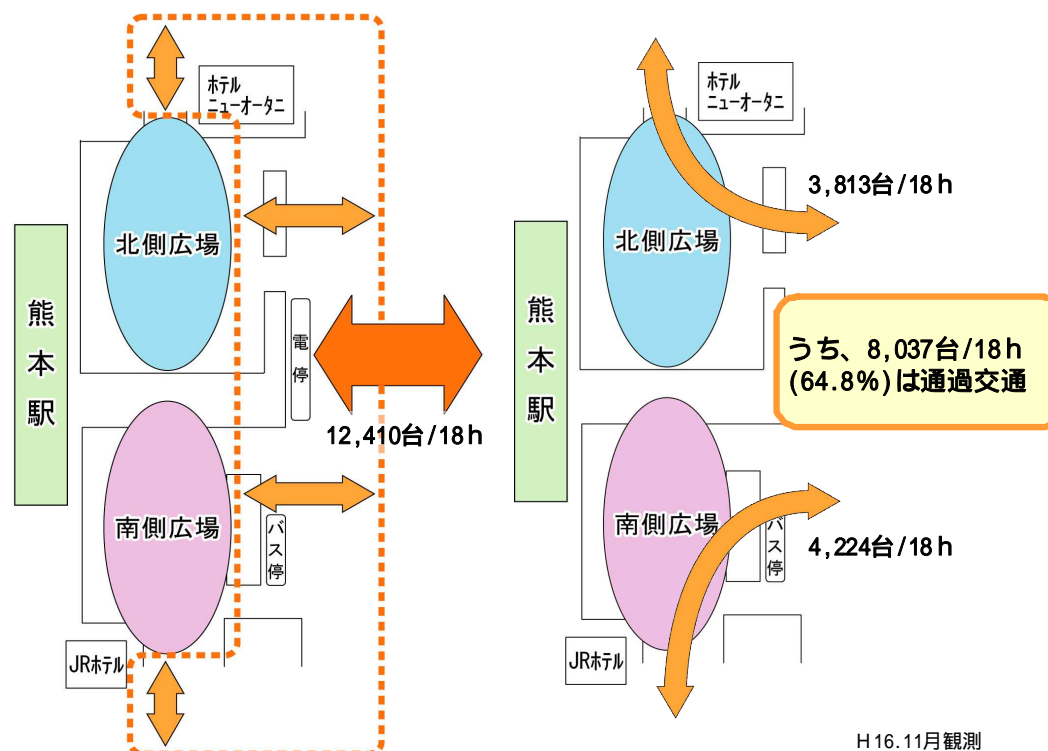 ホテル
ニューオータニ
北側広場
熊本駅
電停
12,410台/18h
南側広場
バス停
JRホテル
ホテル
ニューオータニ
3,813台/18h
北側広場
熊本駅
うち、8,037台/18h
(64.8%)は通過交通
南側広場
バス停
4,224台/18h
JRホテル
H16.11月観測